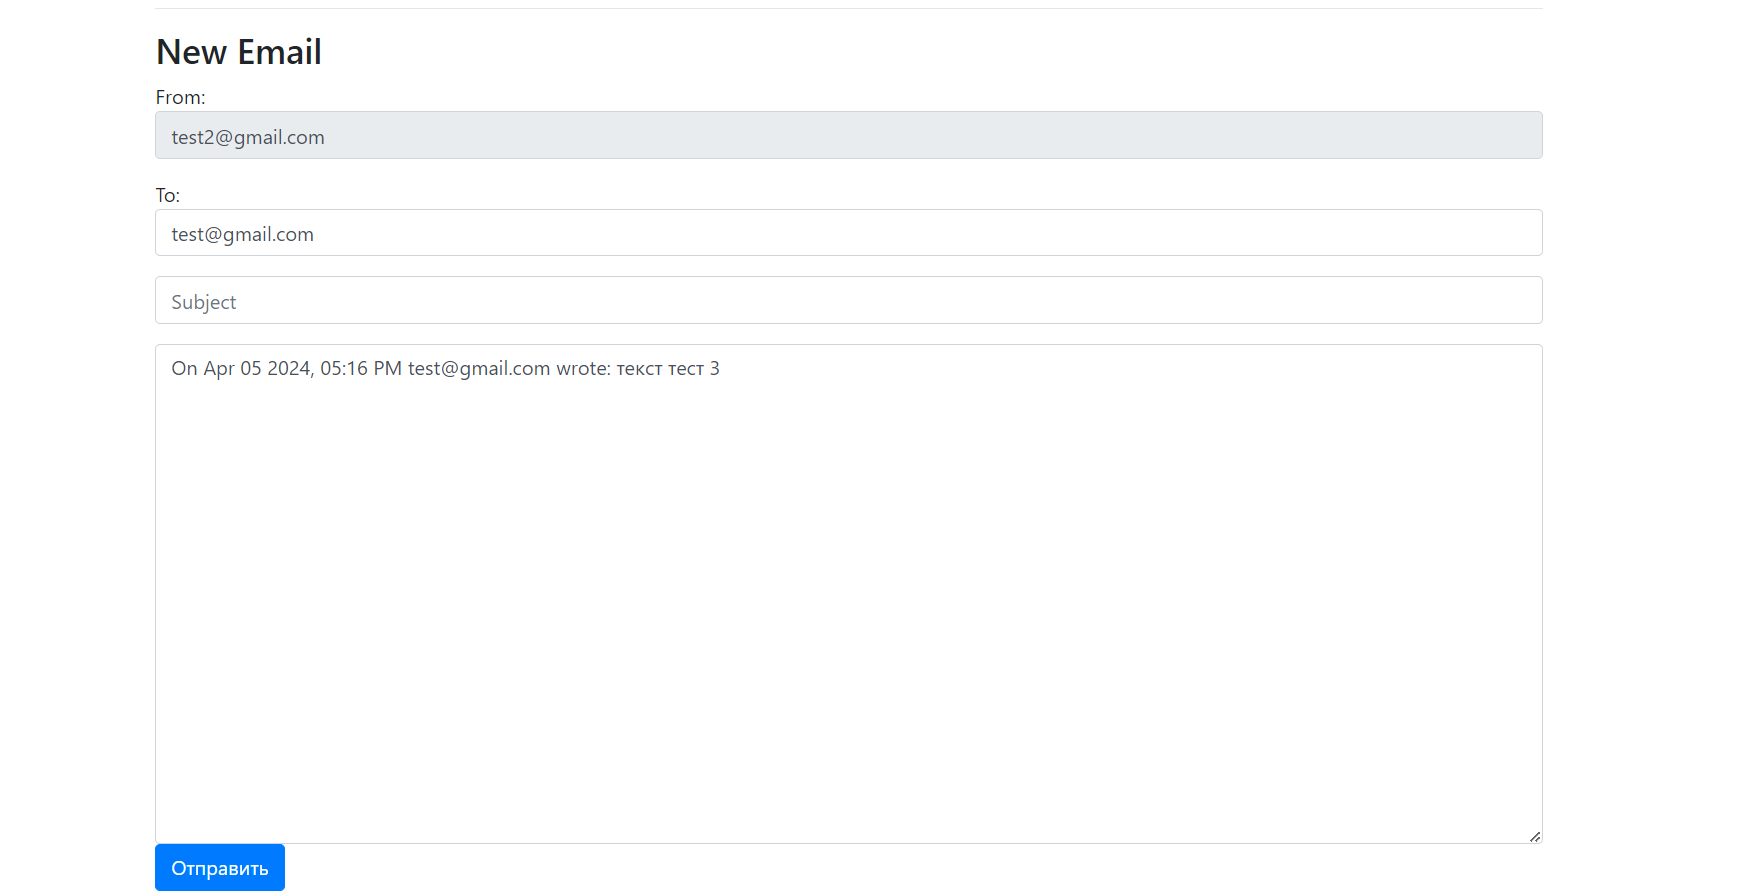 New Email
From:
test2@gmail.com
To:
test@gmail.com
Subject
On Apr 05 2024, 05:16 PM test@gmail.com wrote: текст тест 3
Отправить